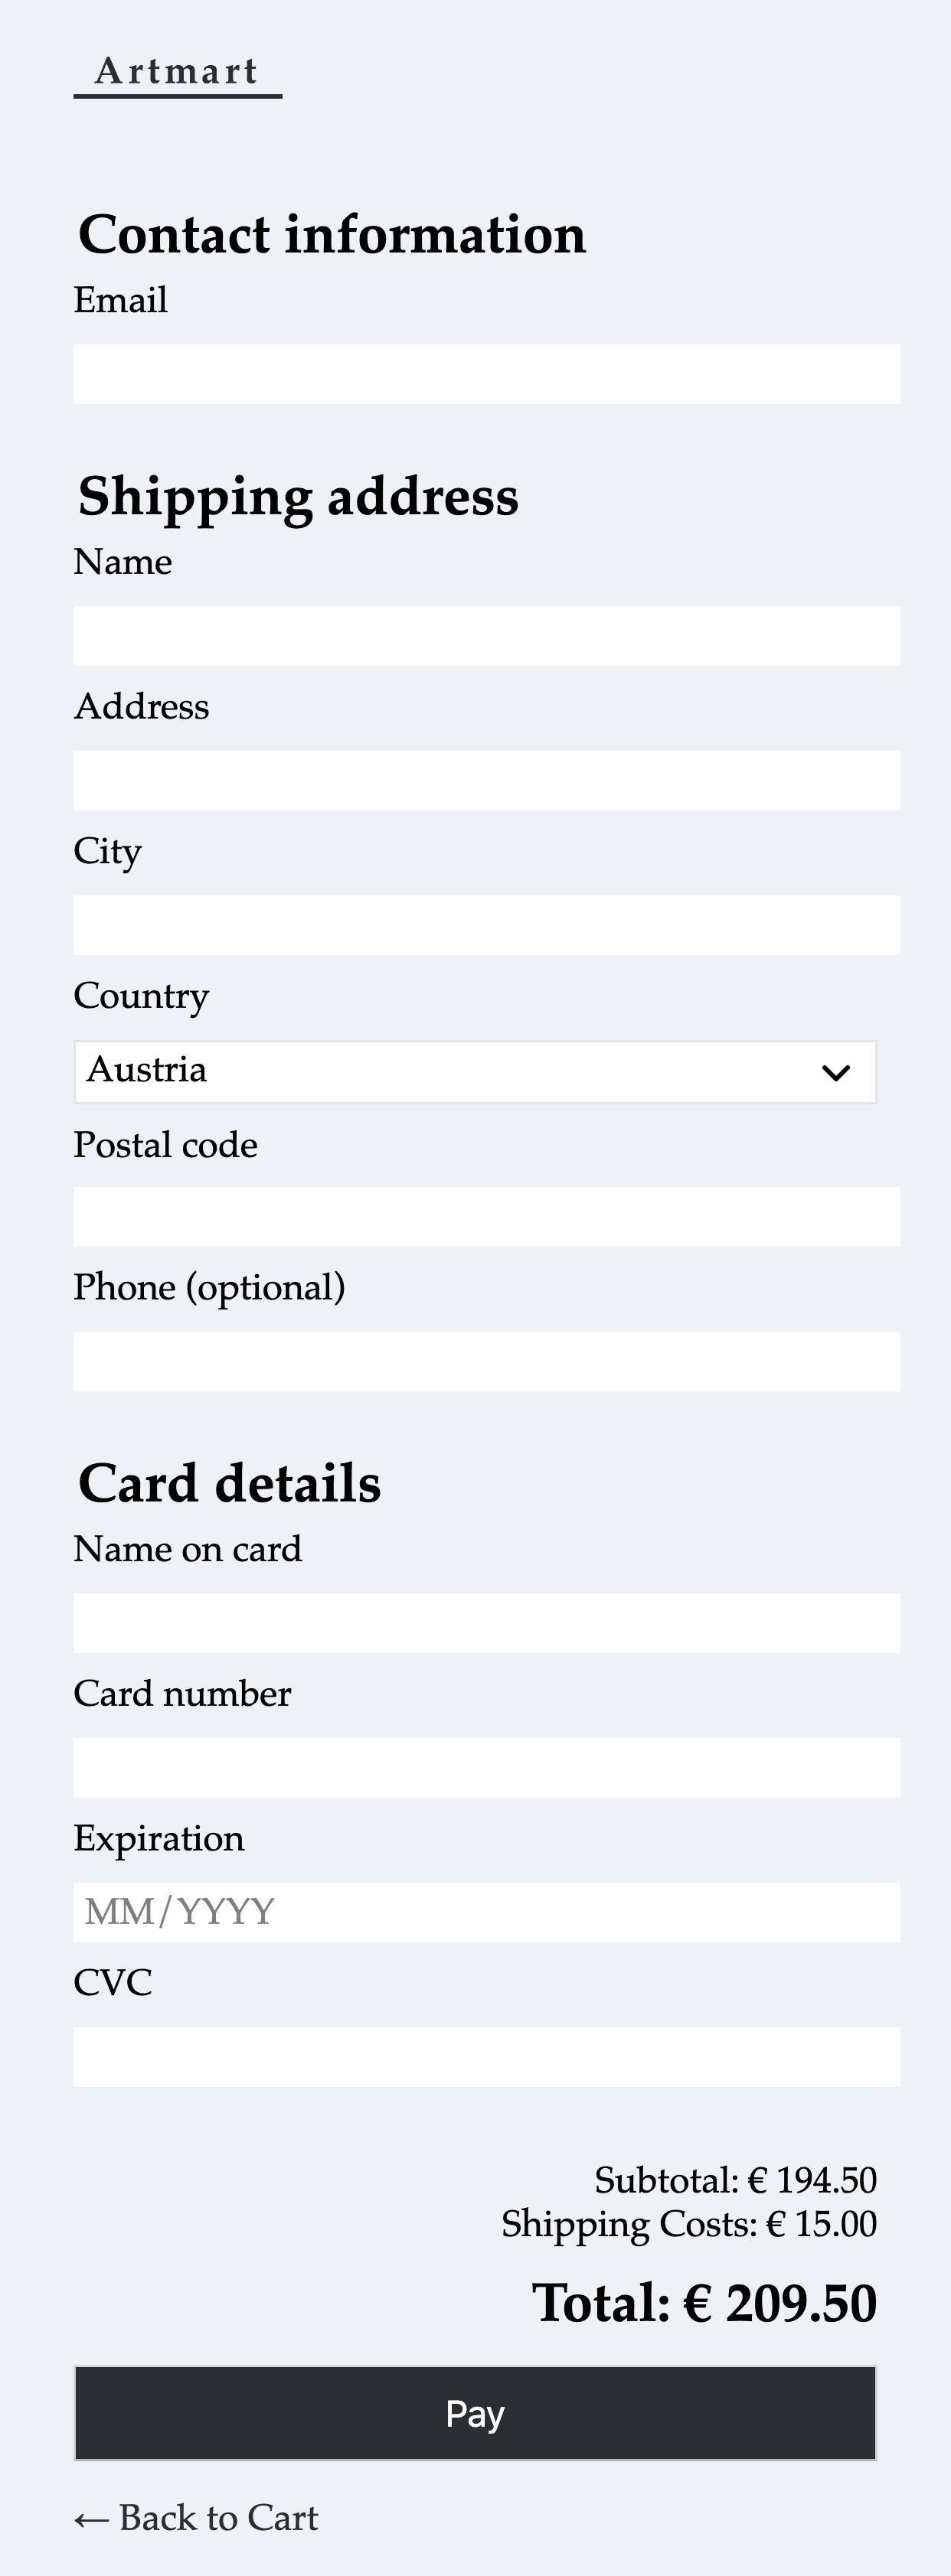 Artmart
Contact information
Email
Shipping address
Name
Address
City
Country
Austria
Postal code
Phone (optional)
Card details
Name on card
Card number
Expiration
MM/YYYY
CVC
Subtotal: € 194.50
Shipping Costs: € 15.00
Total: € 209.50
Pay
← Back to Cart